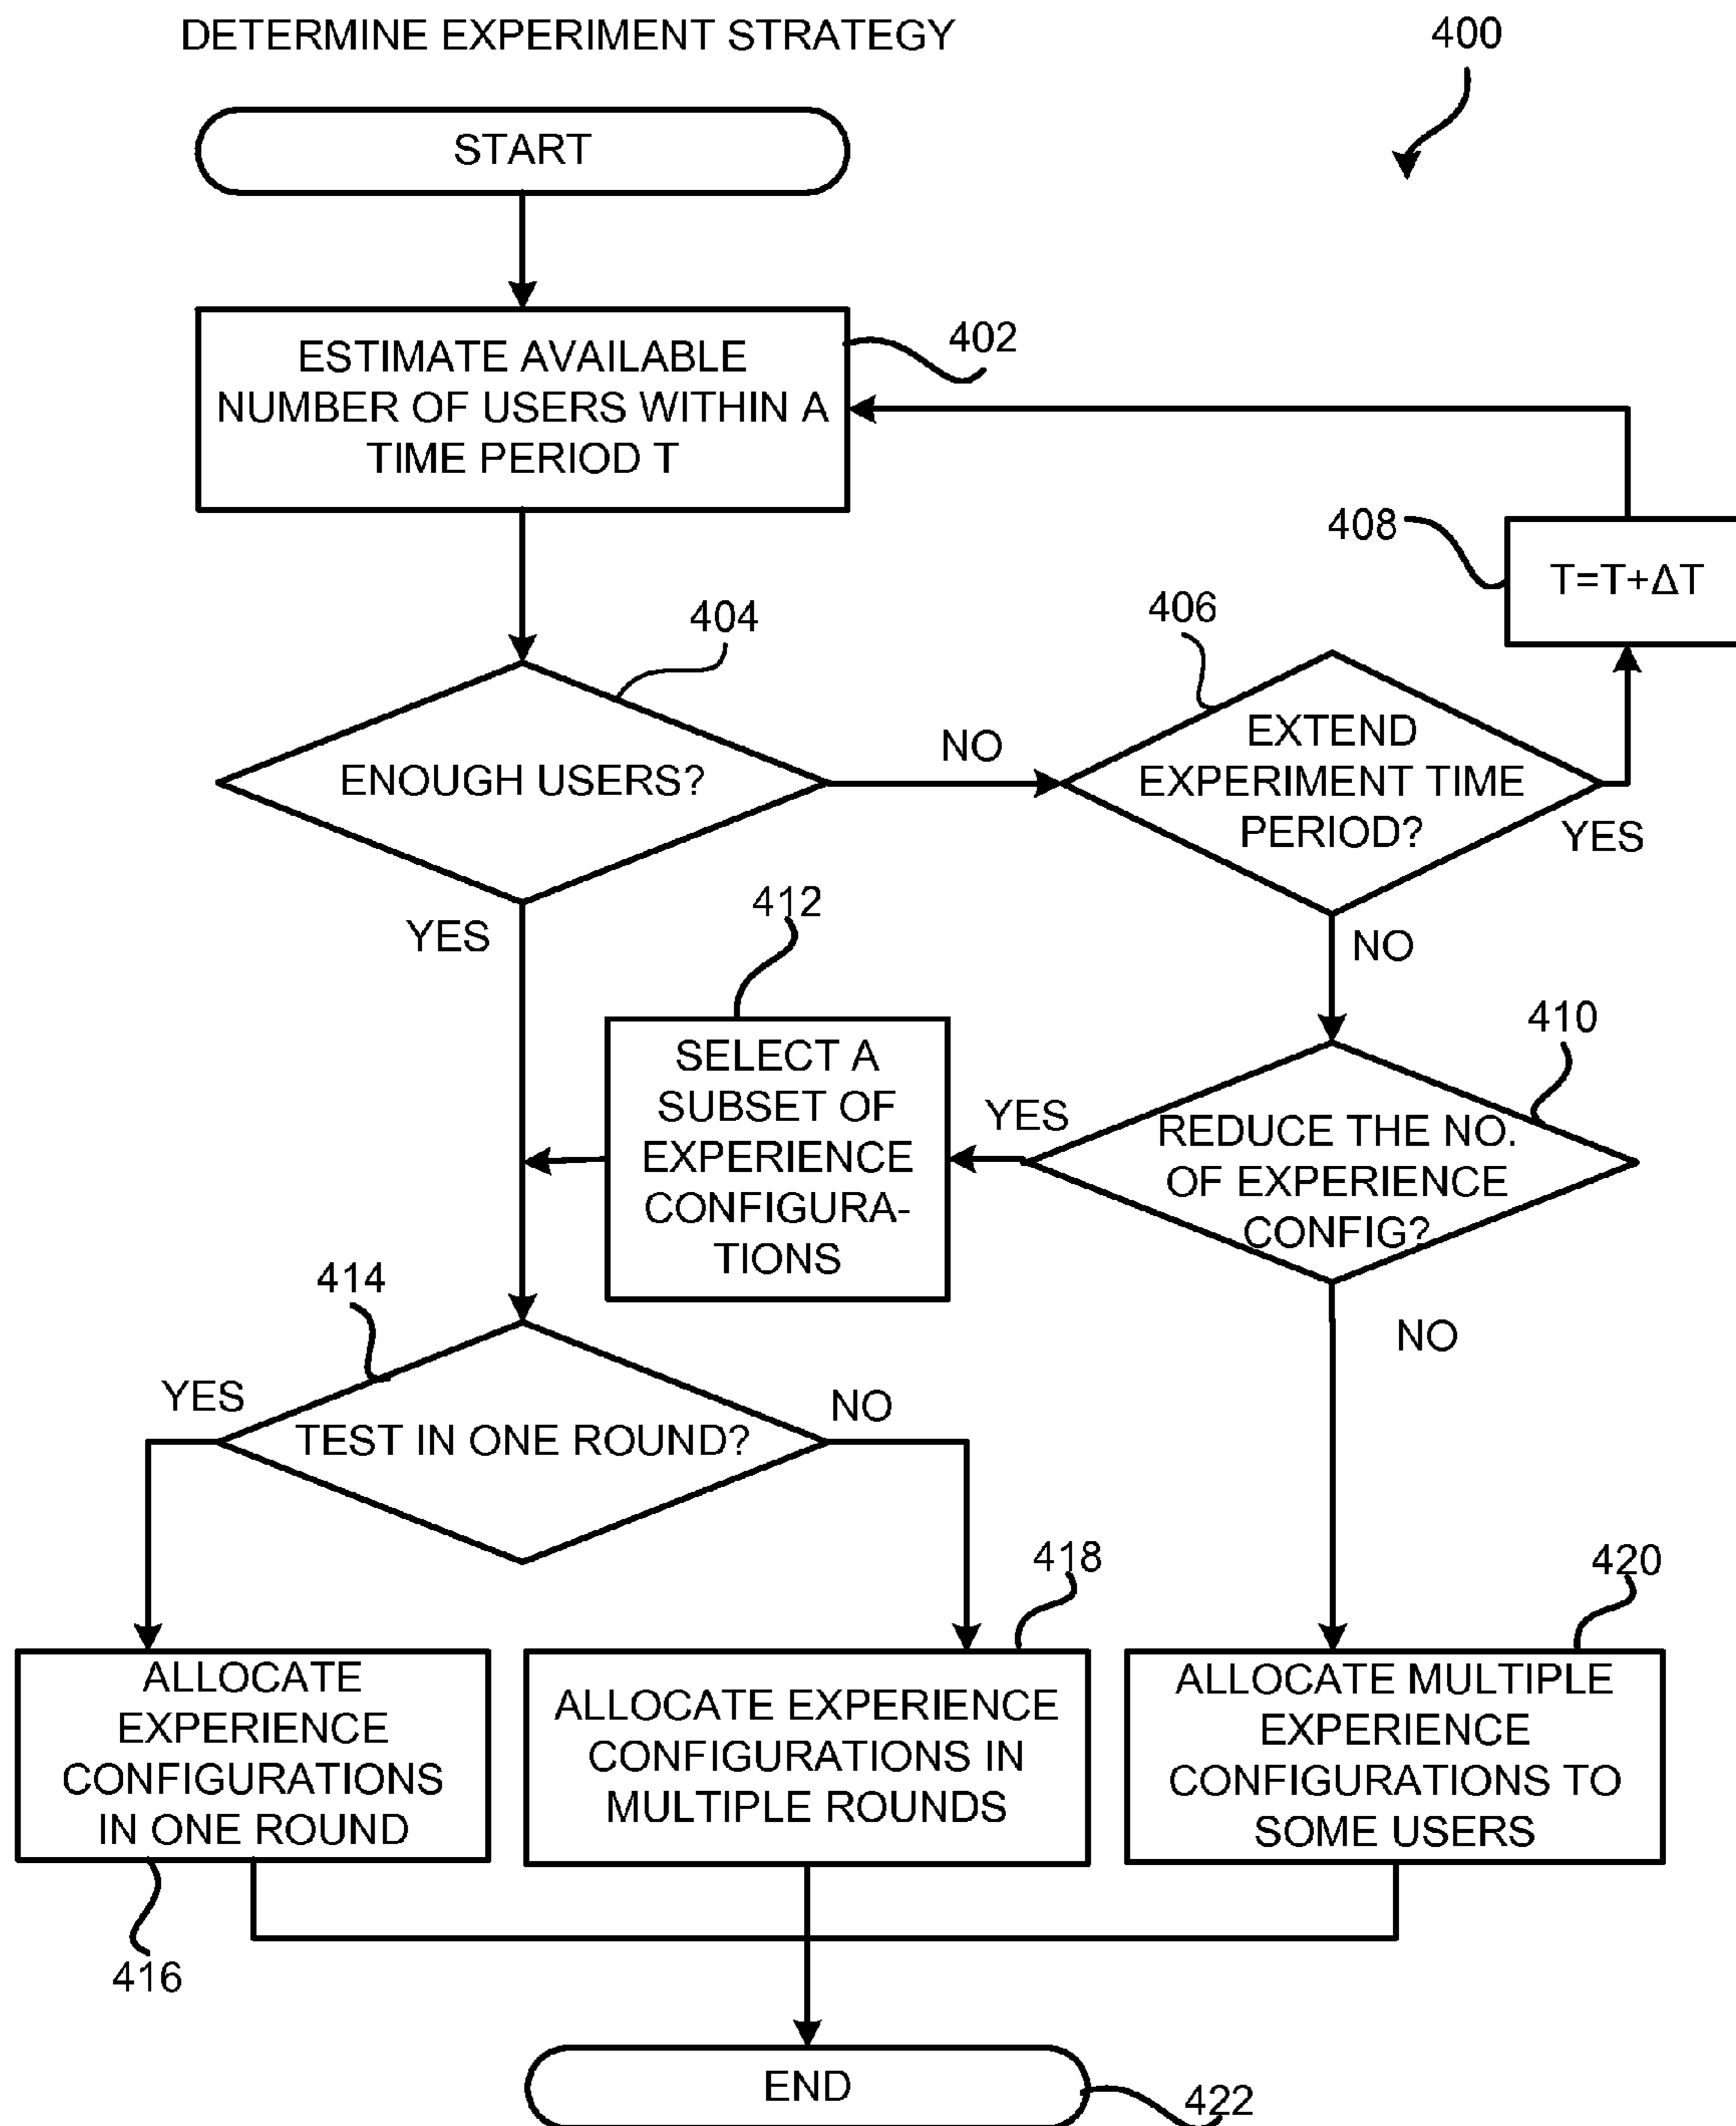 DETERMINE EXPERIMENT STRATEGY
400
START
402
ESTIMATE AVAILABLE
NUMBER OF USERS WITHIN A
TIME PERIOD T
408
T=T+ΔT
404
406
ENOUGH USERS?
NO
EXTEND
EXPERIMENT TIME
PERIOD?
YES
YES
NO
412
SELECT A
SUBSET OF
EXPERIENCE
CONFIGURA-
TIONS
YES
410
REDUCE THE NO.
OF EXPERIENCE
CONFIG?
NO
414
YES
TEST IN ONE ROUND?
NO
418
420
ALLOCATE
EXPERIENCE
CONFIGURATIONS
IN ONE ROUND
ALLOCATE EXPERIENCE
CONFIGURATIONS IN
MULTIPLE ROUNDS
ALLOCATE MULTIPLE
EXPERIENCE
CONFIGURATIONS TO
SOME USERS
416
END
422